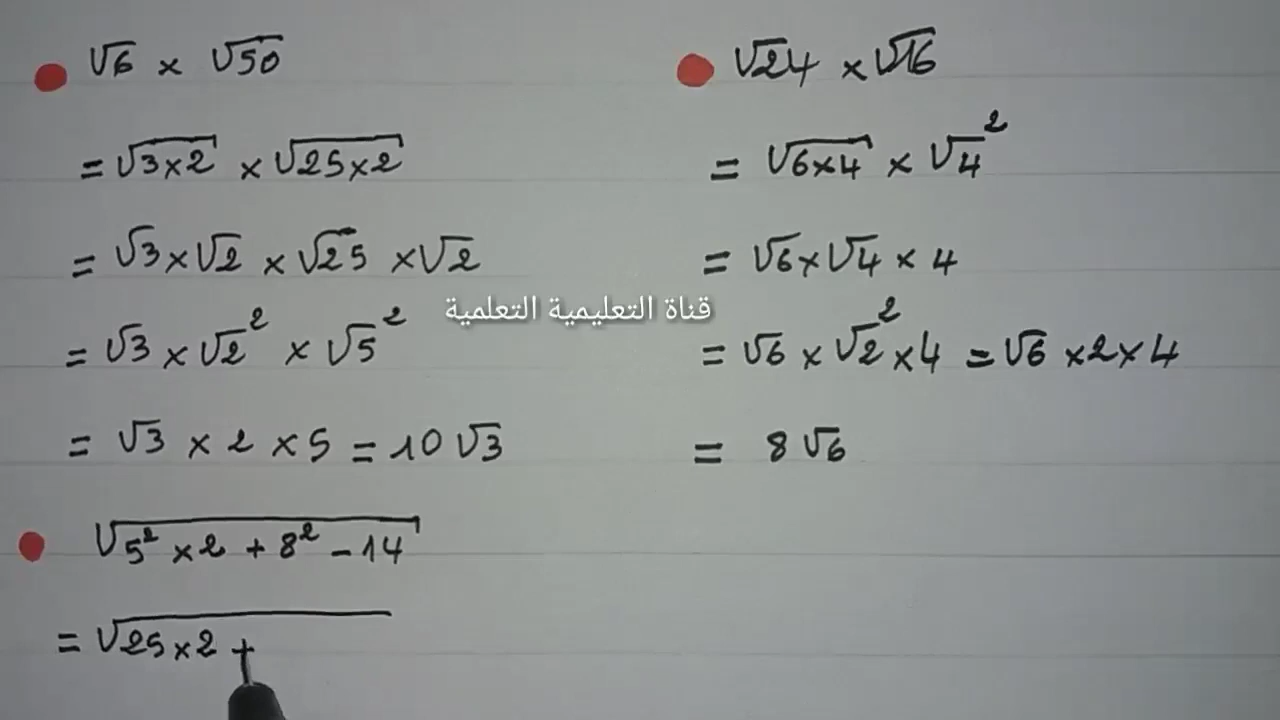 √6 × √50
= √3×2 × √25×2
= √3 × √2 × √25 × √2
= √3 × √2² × √5²
= √3 × 2 × 5 = 10√3
√5² × 2 + 8² - 14
= √25 × 2 +
√24 × √16
= √6×4 × √4²
= √6 × √4 × 4
= √6 × √2² × 4 = √6 × 2 × 4
= 8√6
قناة التعليمية التعلمية